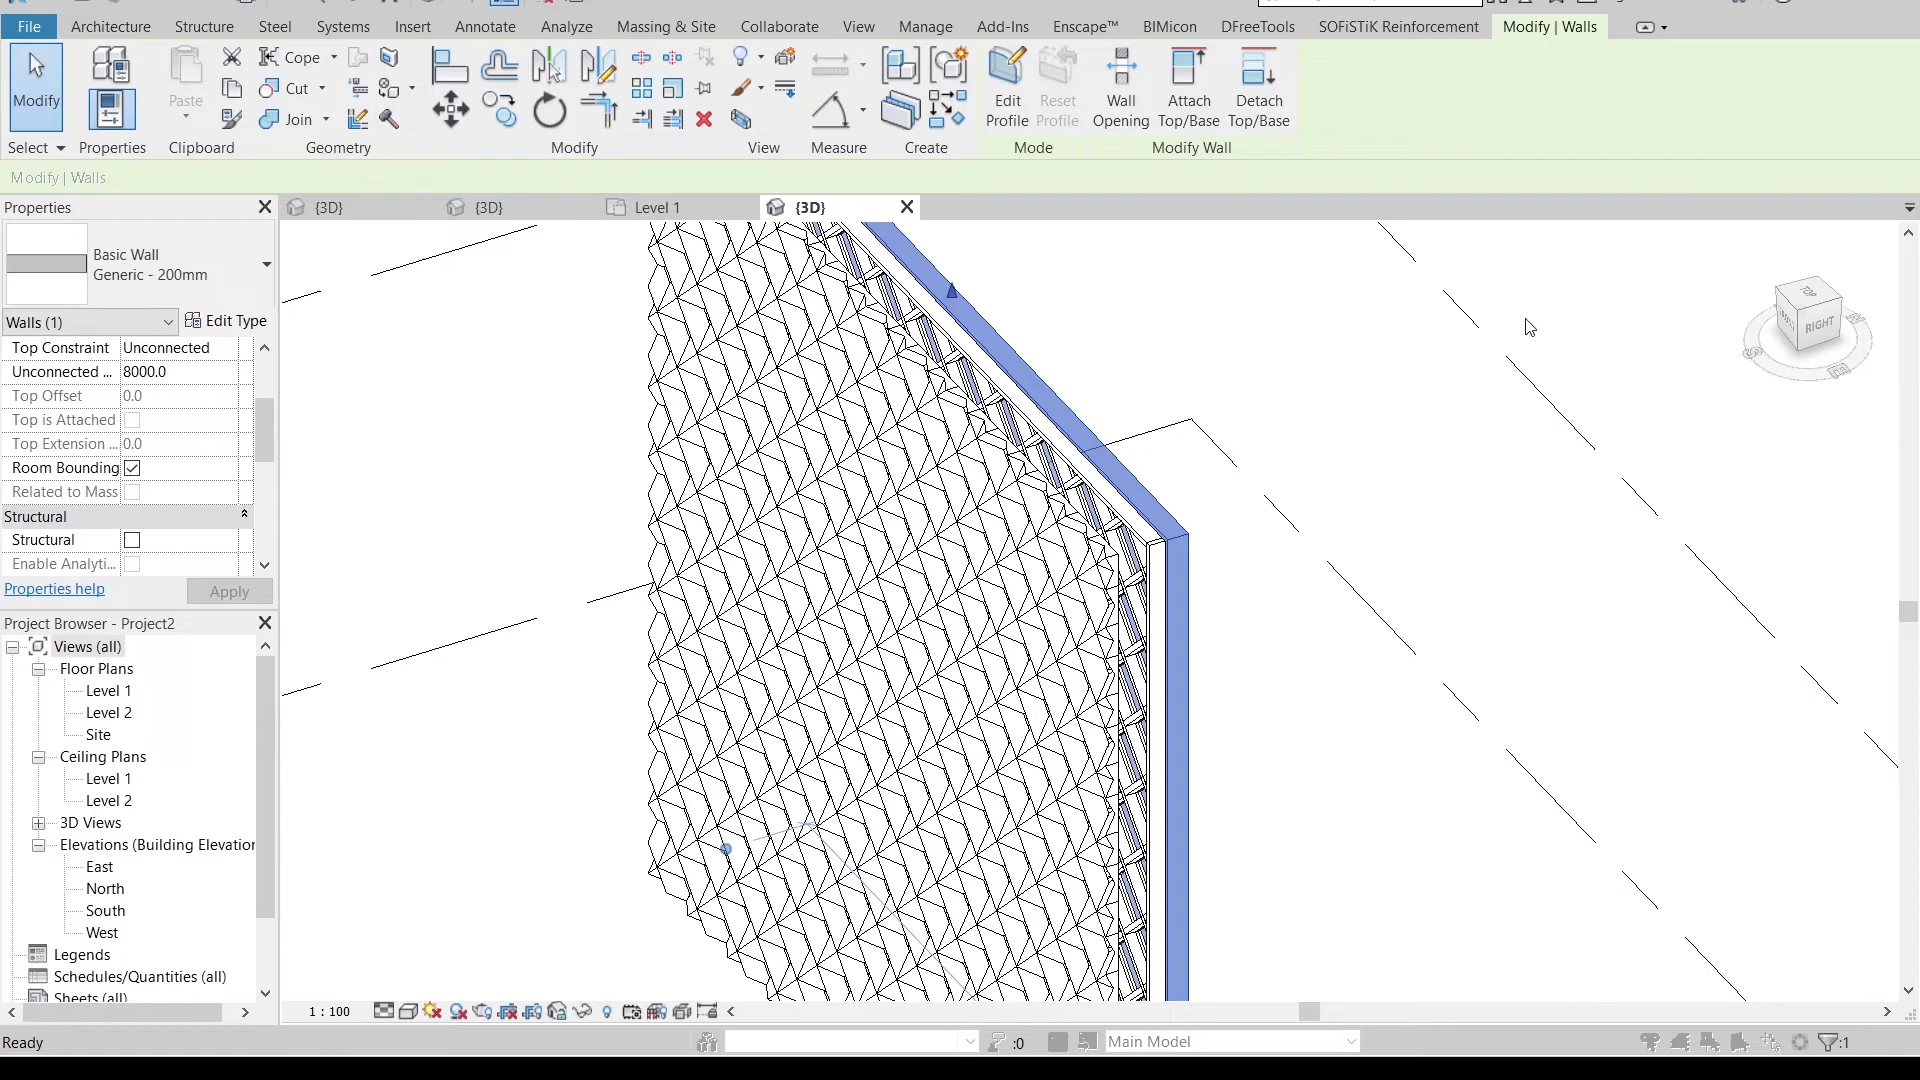 File Architecture Structure Steel Systems Insert Annotate Analyze Massing & Site Collaborate View Manage Add-Ins Enscape™ BIMicon DFreeTools SOFiSTiK Reinforcement Modify | Walls
Modify
Paste
Cope
Cut
Join
Edit Profile
Reset Profile
Wall Opening
Attach Top/Base
Detach Top/Base
Select Properties Clipboard Geometry Modify View Measure Create Mode Modify Wall
Modify | Walls
Properties
{3D} {3D} Level 1 {3D}
Basic Wall
Generic - 200mm
Walls (1) Edit Type
Top Constraint Unconnected
Unconnected ... 8000.0
Top Offset 0.0
Top is Attached
Top Extension ... 0.0
Room Bounding
Related to Mass
Structural
Structural
Enable Analyti...
Properties help Apply
Project Browser - Project2
Views (all)
Floor Plans
Level 1
Level 2
Site
Ceiling Plans
Level 1
Level 2
3D Views
Elevations (Building Elevation
East
North
South
West
Legends
Schedules/Quantities (all)
Sheets (all)
TOP
RIGHT
1 : 100
Ready
:0
Main Model
:1